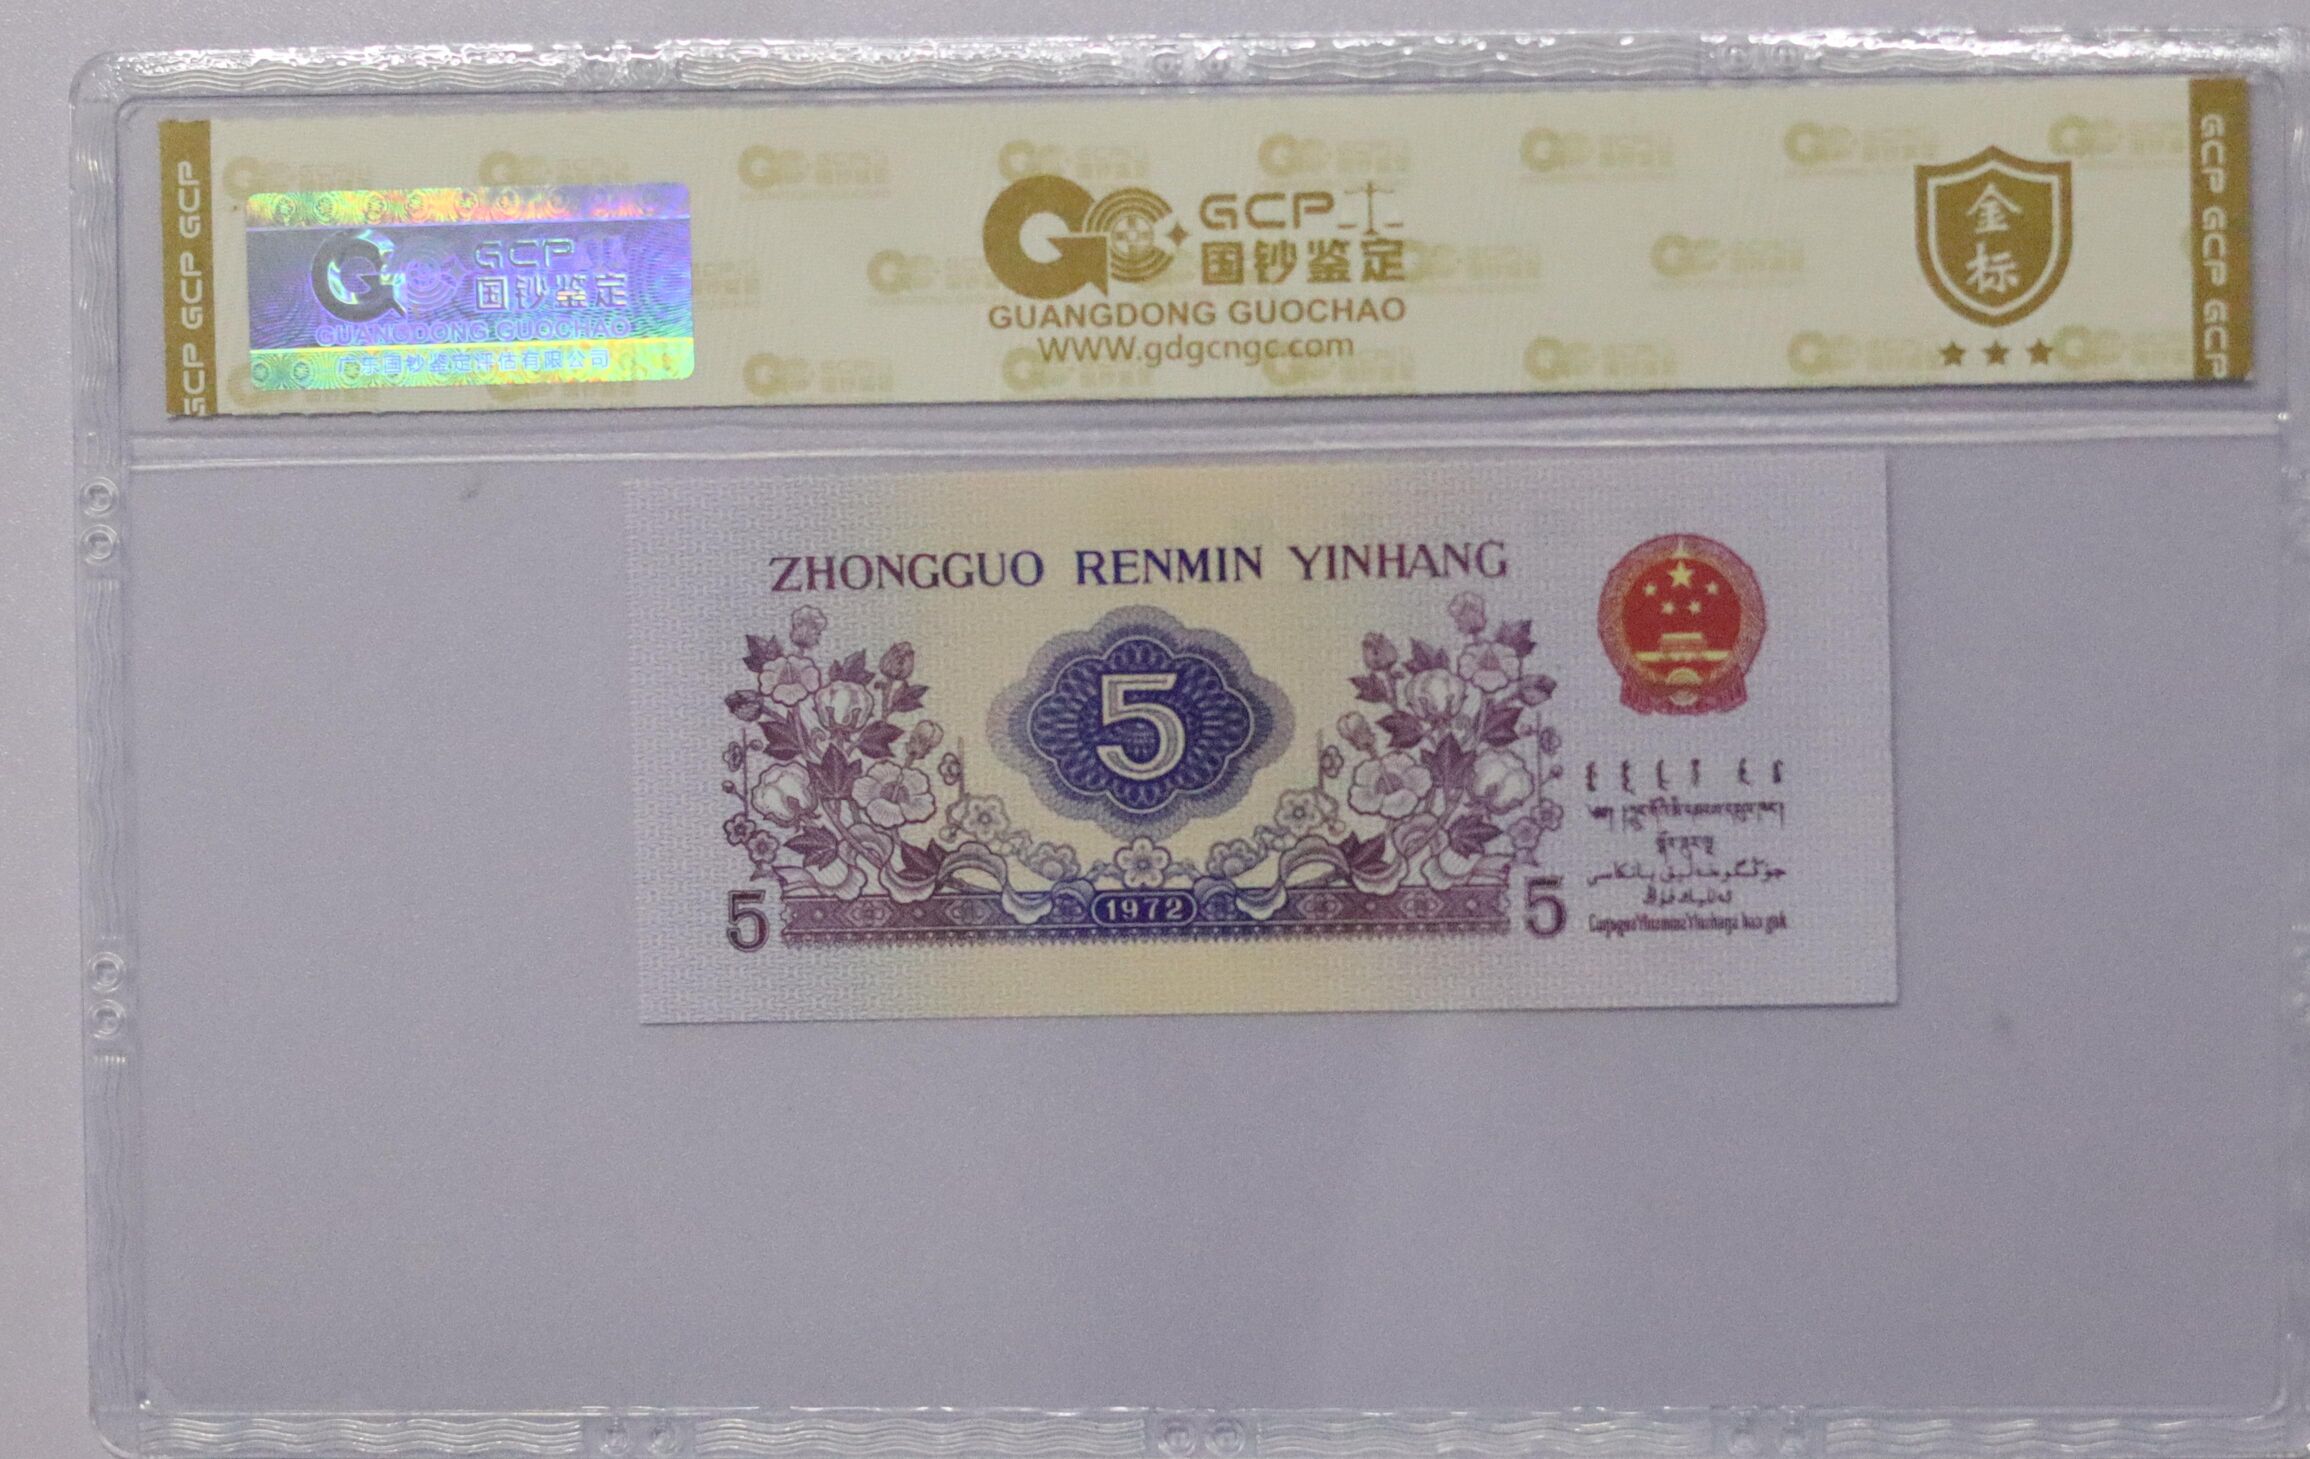 GCP GCP GCP
GCP
国钞鉴定
GUANGDONG GUOCHAO
广东国钞鉴定评估有限公司
GCP
国钞鉴定
GUANGDONG GUOCHAO
WWW.gdgcngc.com
金标
GCP GCP GCP
ZHONGGUO RENMIN YINHANG
5
5
1972
5